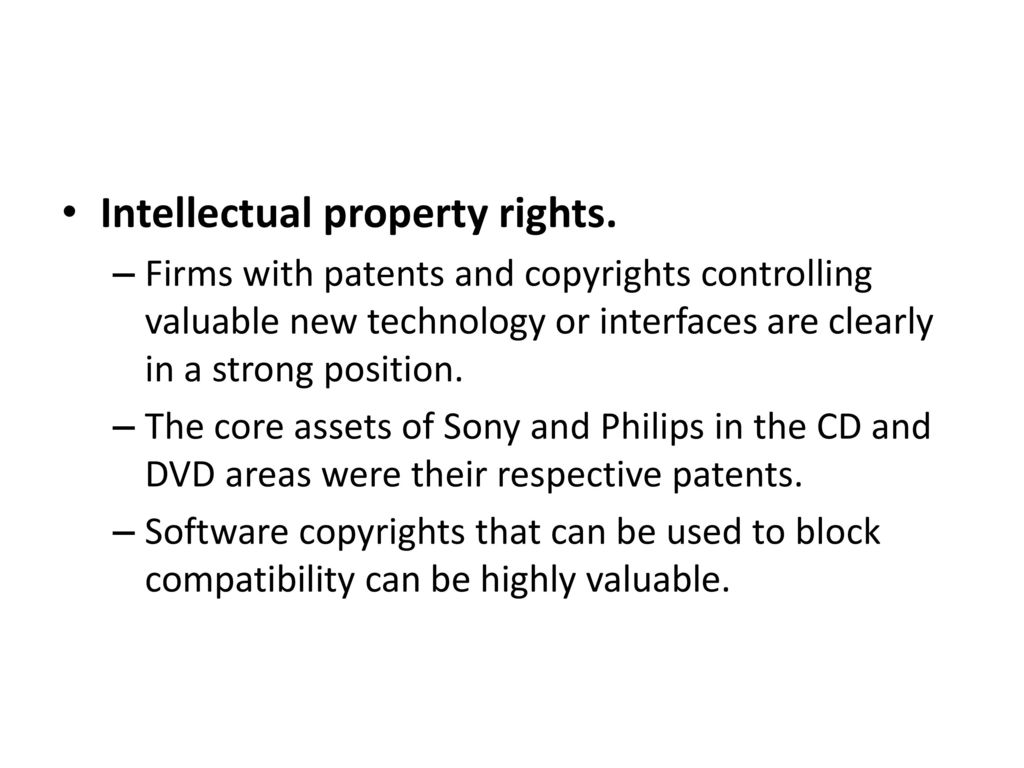 • Intellectual property rights.
– Firms with patents and copyrights controlling
valuable new technology or interfaces are clearly
in a strong position.
– The core assets of Sony and Philips in the CD and
DVD areas were their respective patents.
– Software copyrights that can be used to block
compatibility can be highly valuable.